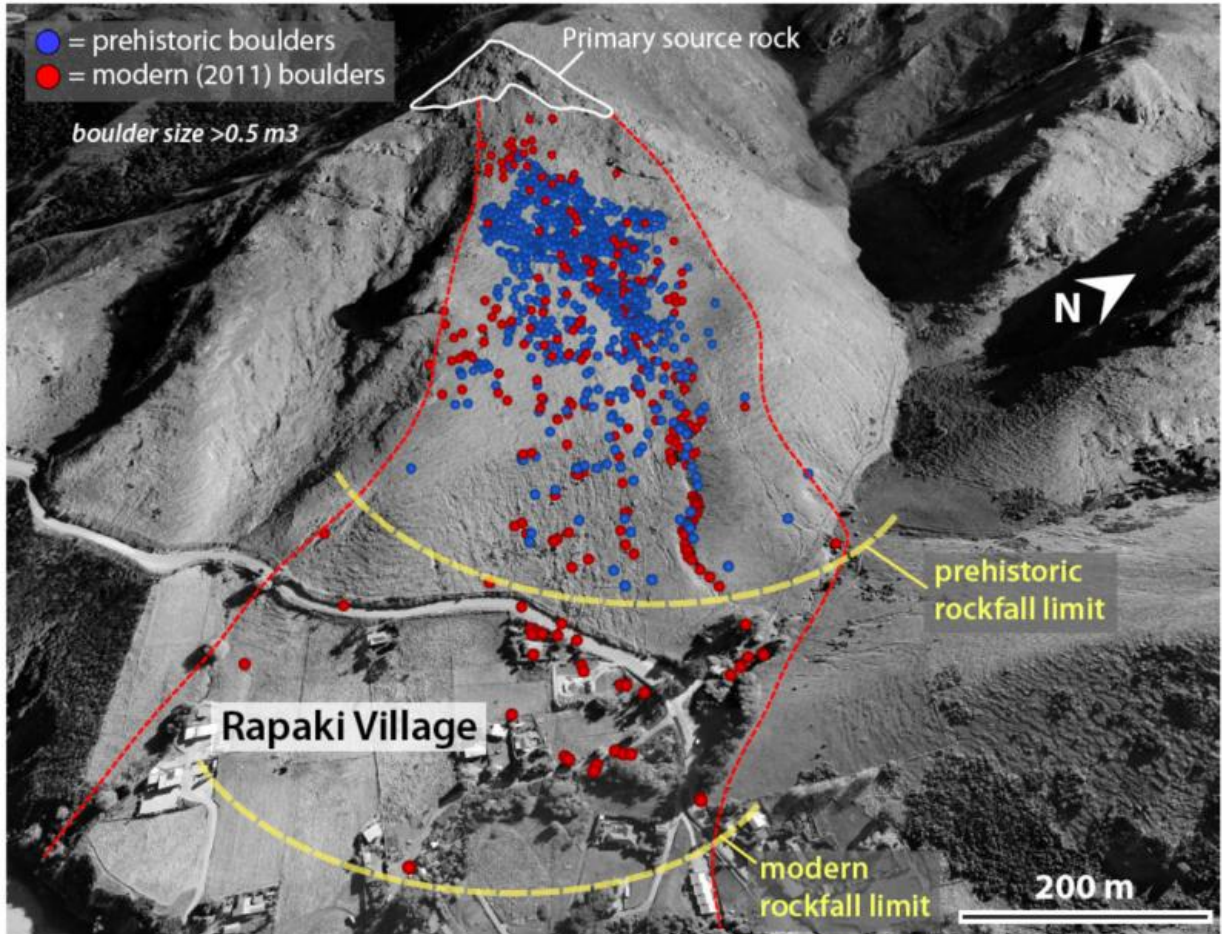 = prehistoric boulders
= modern (2011) boulders
boulder size >0.5 m3
Primary source rock
N
prehistoric
rockfall limit
Rapaki Village
modern
rockfall limit
200 m